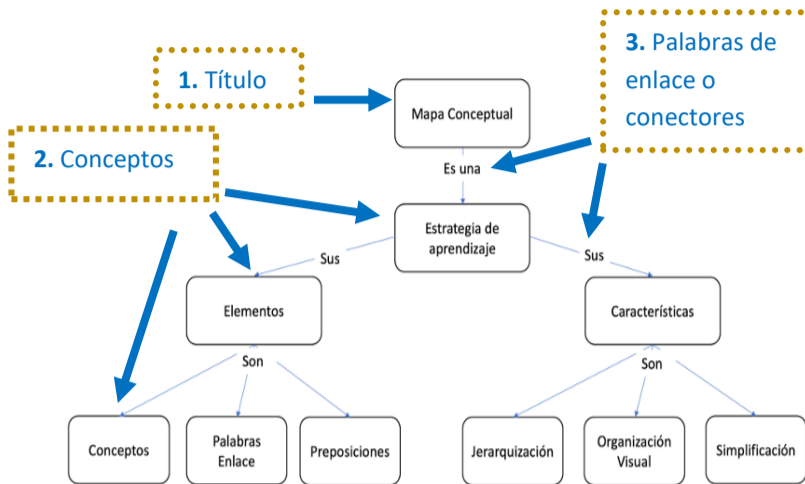 1. Título
3. Palabras de
enlace o
conectores
Mapa Conceptual
2. Conceptos
Es una
Estrategia de
aprendizaje
Sus
Sus
Elementos
Características
Son
Son
Conceptos
Palabras
Enlace
Preposiciones
Jerarquización
Organización
Visual
Simplificación